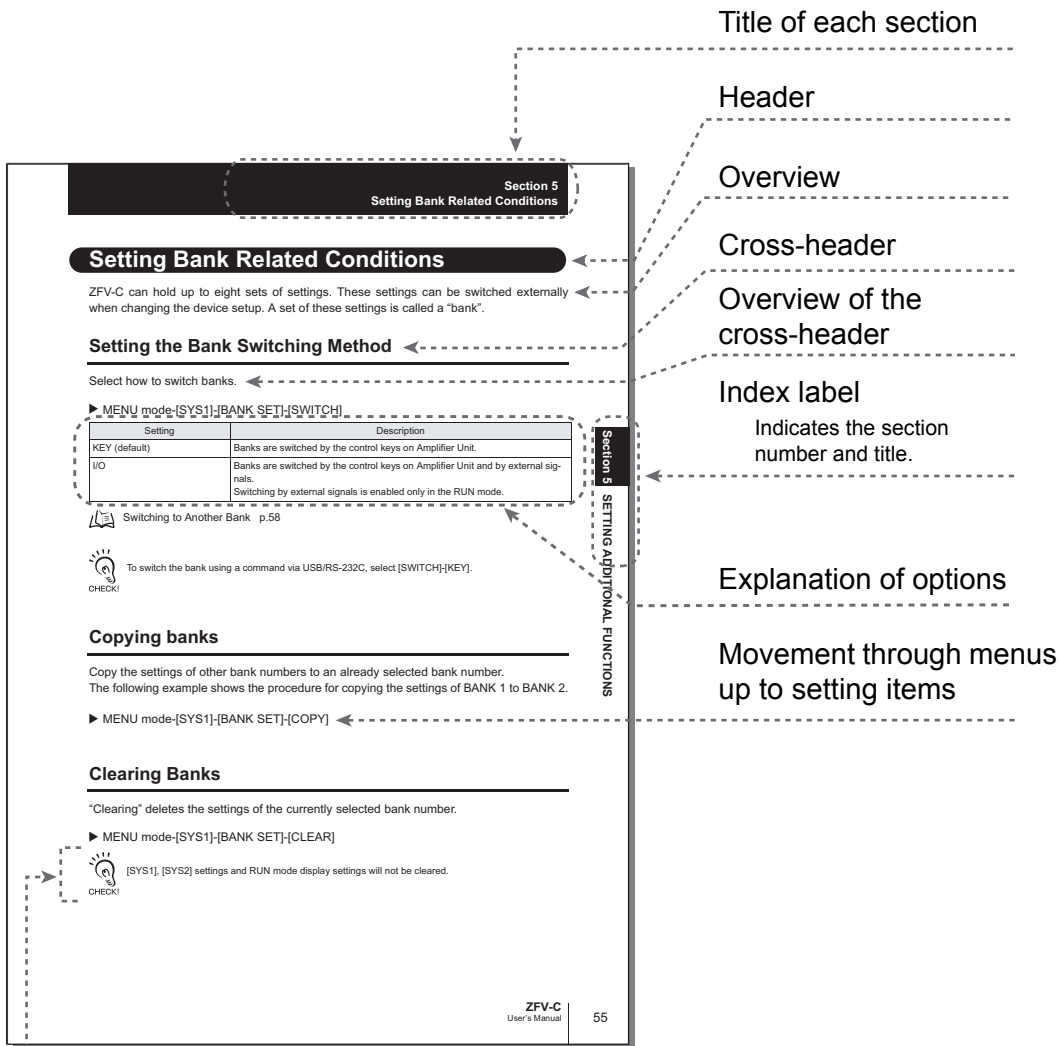 Title of each section
Header
Overview
Cross-header
Overview of the
cross-header
Index label
Indicates the section
number and title.
Explanation of options
Movement through menus
up to setting items
Section 5
Setting Bank Related Conditions
Setting Bank Related Conditions
ZFV-C can hold up to eight sets of settings. These settings can be switched externally
when changing the device setup. A set of these settings is called a “bank”.
Setting the Bank Switching Method
Select how to switch banks.
▶ MENU mode-[SYS1]-[BANK SET]-[SWITCH]
Setting Description
KEY (default) Banks are switched by the control keys on Amplifier Unit.
I/O Banks are switched by the control keys on Amplifier Unit and by external sig-
nals.
Switching by external signals is enabled only in the RUN mode.
Switching to Another Bank p.58
To switch the bank using a command via USB/RS-232C, select [SWITCH]-[KEY].
CHECK!
Copying banks
Copy the settings of other bank numbers to an already selected bank number.
The following example shows the procedure for copying the settings of BANK 1 to BANK 2.
▶ MENU mode-[SYS1]-[BANK SET]-[COPY]
Clearing Banks
“Clearing” deletes the settings of the currently selected bank number.
▶ MENU mode-[SYS1]-[BANK SET]-[CLEAR]
[SYS1], [SYS2] settings and RUN mode display settings will not be cleared.
CHECK!
Section 5 SETTING ADDITIONAL FUNCTIONS
ZFV-C
User's Manual
55